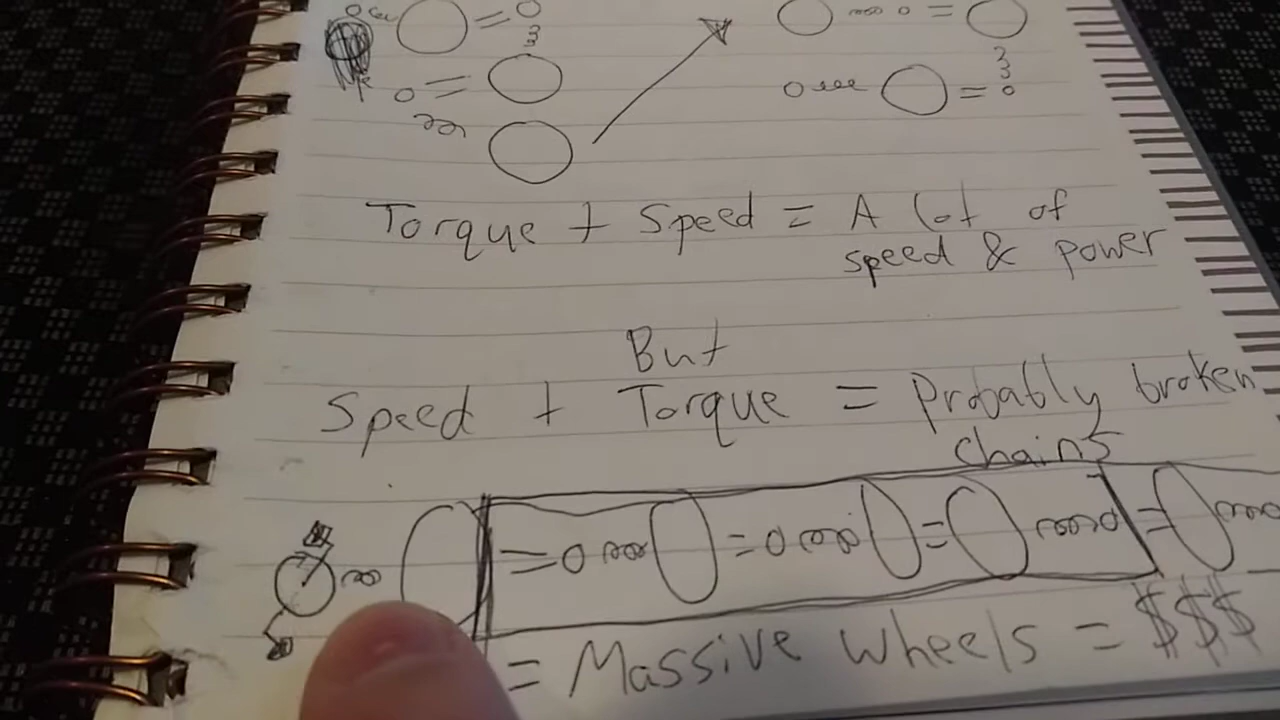 Torque + Speed = A lot of
speed & power
But
Speed + Torque = Probably broken
chains
= Massive wheels = $$$